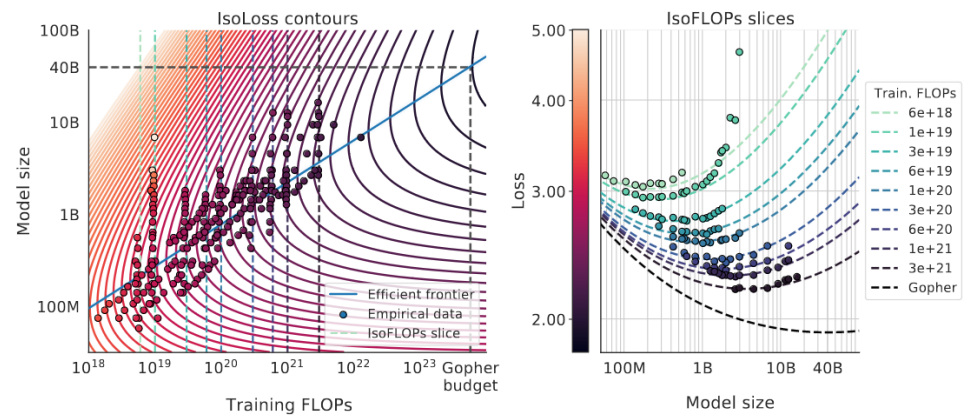 IsoLoss contours
100B
40B
10B
1B
100M
Model size
10^18
10^19
10^20
10^21
10^22
10^23
Gopher
budget
Training FLOPs
Efficient frontier
Empirical data
IsoFLOPs slice
IsoFLOPs slices
5.00
4.00
3.00
2.00
Loss
100M
1B
10B
40B
Model size
Train. FLOPs
6e+18
1e+19
3e+19
6e+19
1e+20
3e+20
6e+20
1e+21
3e+21
Gopher